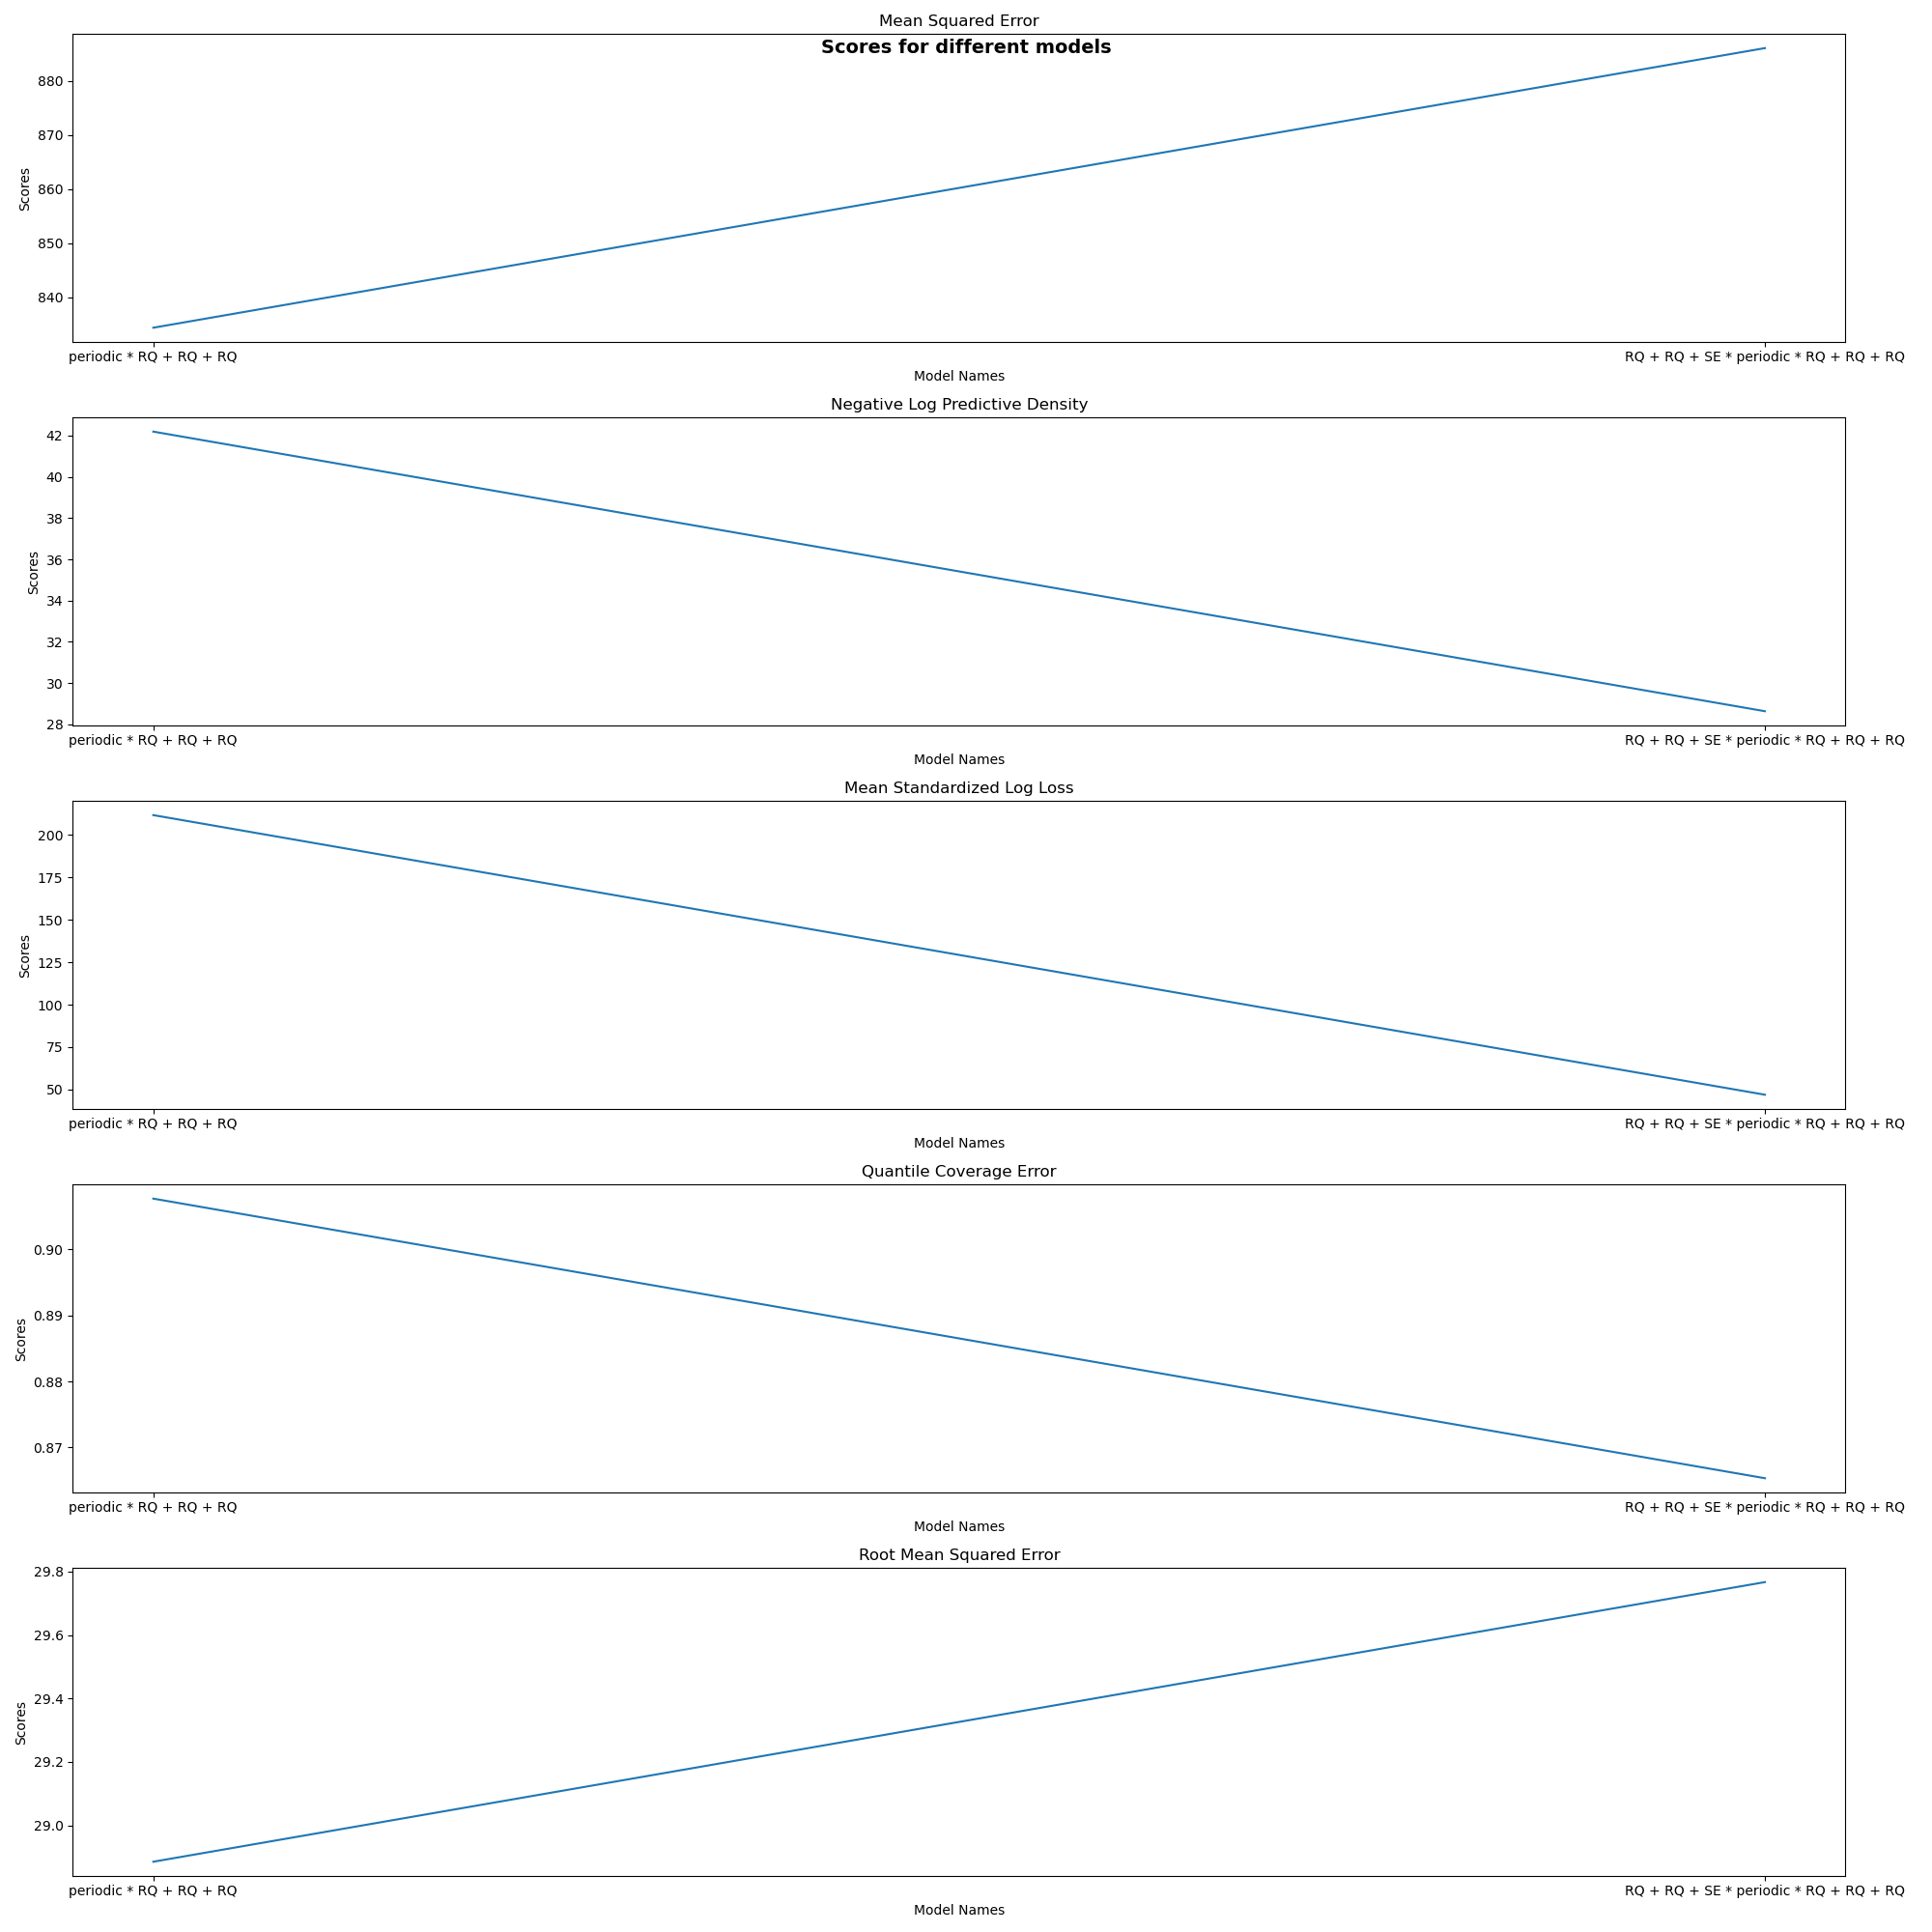 Mean Squared Error
Scores for different models
880
870
860
850
840
Scores
periodic * RQ + RQ + RQ
RQ + RQ + SE * periodic * RQ + RQ + RQ
Model Names
Negative Log Predictive Density
42
40
38
36
34
32
30
28
Scores
periodic * RQ + RQ + RQ
RQ + RQ + SE * periodic * RQ + RQ + RQ
Model Names
Mean Standardized Log Loss
200
175
150
125
100
75
50
Scores
periodic * RQ + RQ + RQ
RQ + RQ + SE * periodic * RQ + RQ + RQ
Model Names
Quantile Coverage Error
0.90
0.89
0.88
0.87
Scores
periodic * RQ + RQ + RQ
RQ + RQ + SE * periodic * RQ + RQ + RQ
Model Names
Root Mean Squared Error
29.8
29.6
29.4
29.2
29.0
Scores
periodic * RQ + RQ + RQ
RQ + RQ + SE * periodic * RQ + RQ + RQ
Model Names